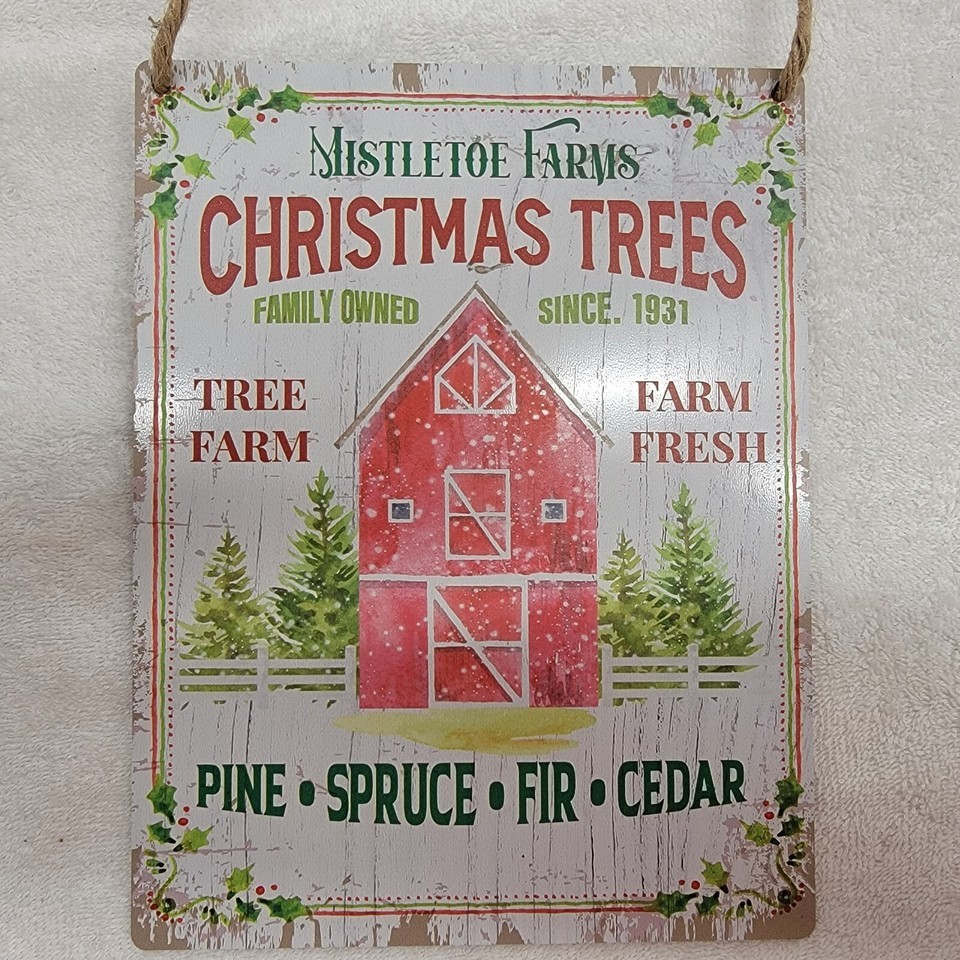 MISTLETOE FARMS
CHRISTMAS TREES
FAMILY OWNED SINCE. 1931
TREE FARM
FARM FRESH
PINE • SPRUCE • FIR • CEDAR